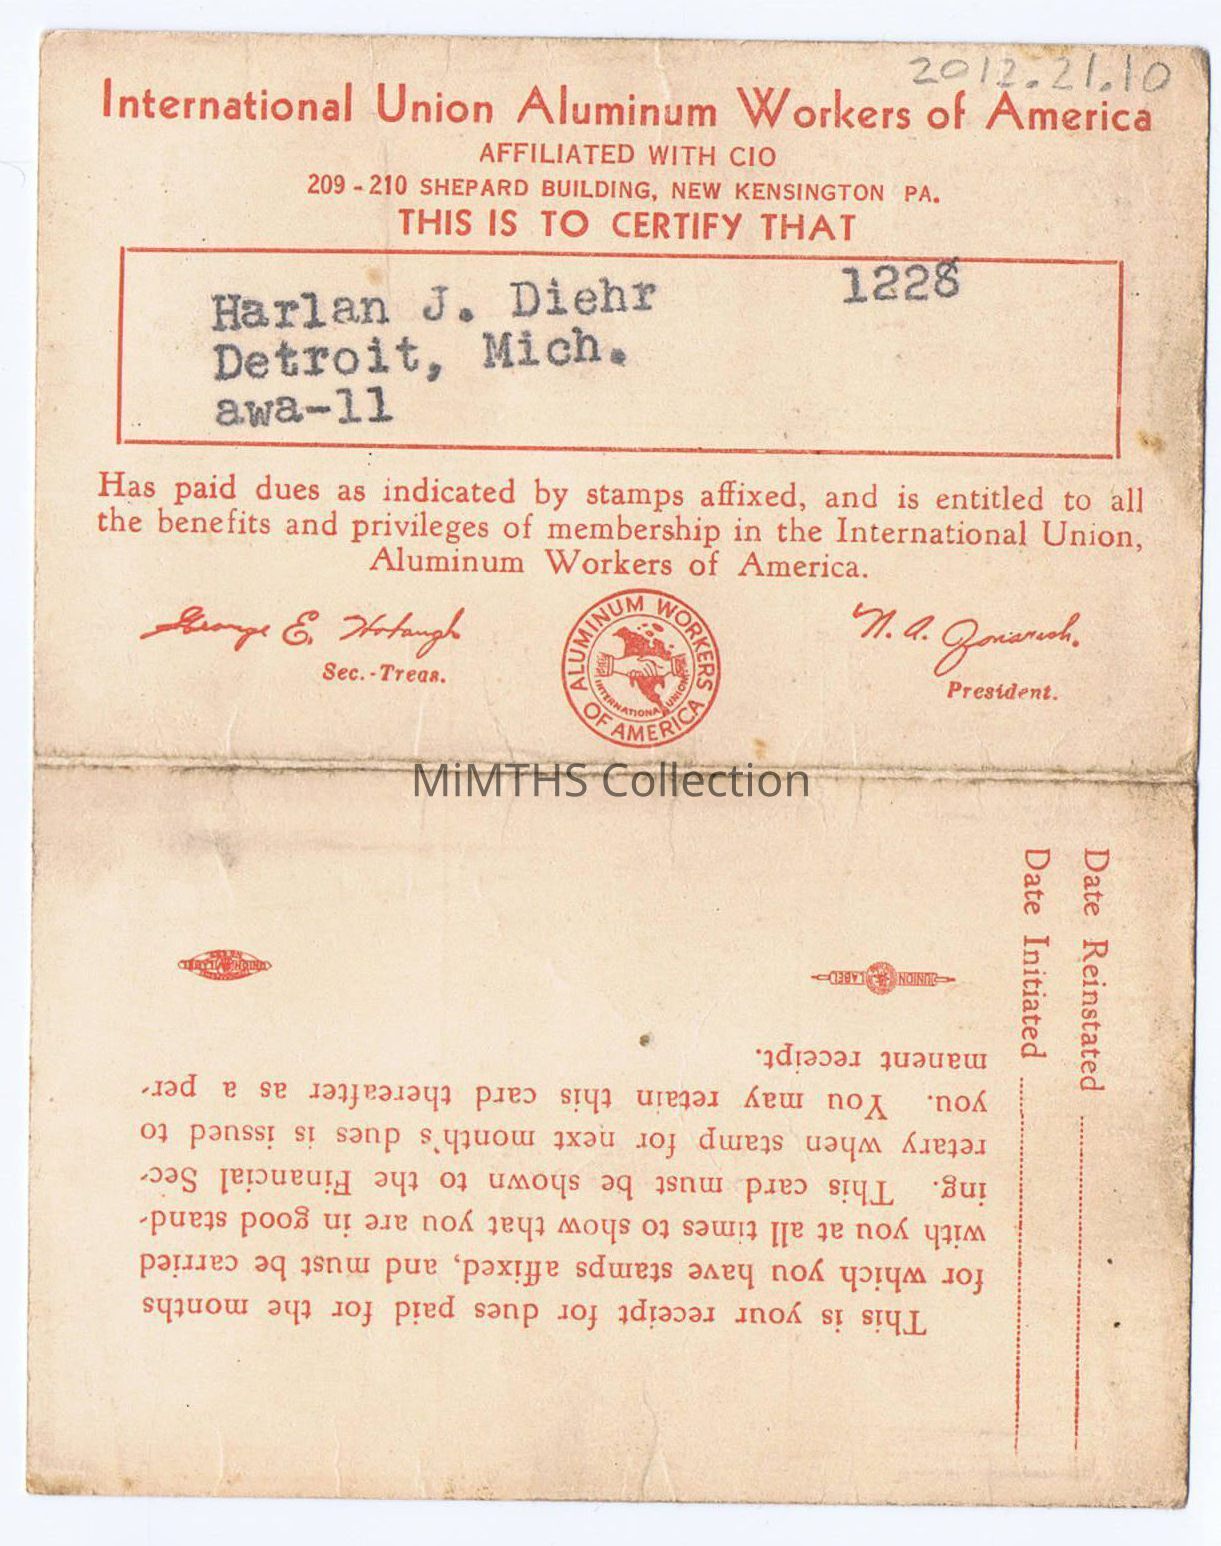 2012.21.10
International Union Aluminum Workers of America
AFFILIATED WITH CIO
209-210 SHEPARD BUILDING, NEW KENSINGTON PA.
THIS IS TO CERTIFY THAT
Harlan J. Diehr 1228
Detroit, Mich.
awa-11
Has paid dues as indicated by stamps affixed, and is entitled to all
the benefits and privileges of membership in the International Union,
Aluminum Workers of America.
George E. Hobaugh
Sec.-Treas.
ALUMINUM WORKERS
OF AMERICA
INTERNATIONAL UNION
N. A. Zonarich.
President.
MiMTHS Collection
Date Reinstated
Date Initiated
This is your receipt for dues paid for the months
for which you have stamps affixed, and must be carried
with you at all times to show that you are in good stand-
ing. This card must be shown to the Financial Sec-
retary when stamp for next month's dues is issued to
you. You may retain this card thereafter as a per-
manent receipt.
UNION LABEL
UNION LABEL